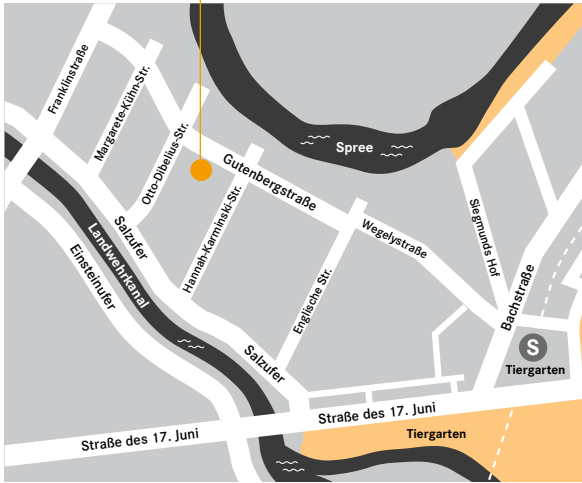 Franklinstraße
Margarete-Kühn-Str.
Otto-Dibelius-Str.
Spree
Gutenbergstraße
Hannah-Karminski-Str.
Wegelystraße
Siegmunds Hof
Salzufer
Landwehrkanal
Einsteinufer
Englische Str.
Bachstraße
S
Tiergarten
Salzufer
Straße des 17. Juni
Straße des 17. Juni
Tiergarten